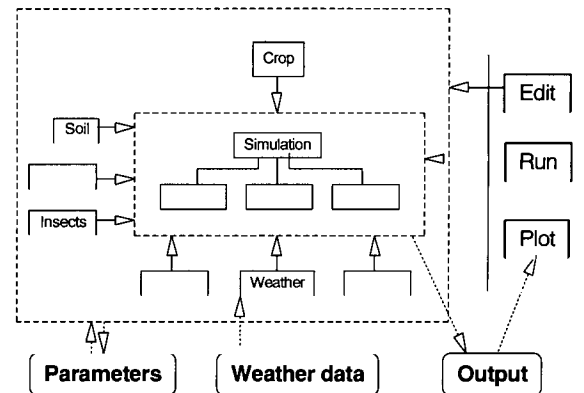 Crop
Edit
Soil
Simulation
Run
Insects
Plot
Weather
Parameters
Weather data
Output